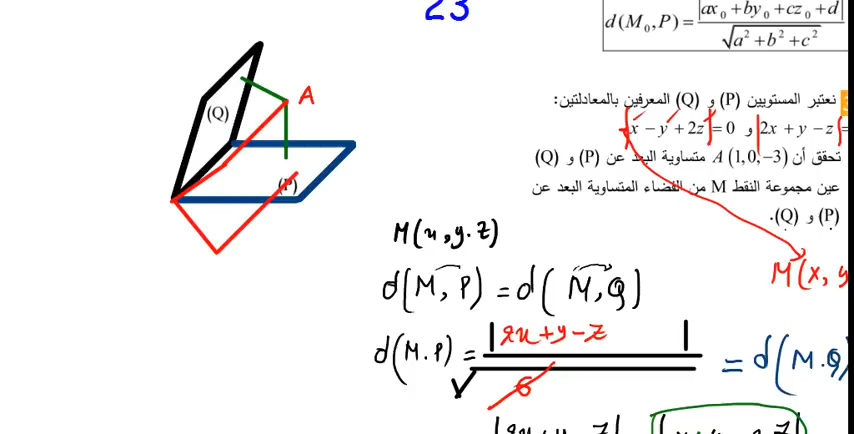 23
d(M₀,P) = |ax₀ + by₀ + cz₀ + d| / √(a² + b² + c²)
(Q)
A
(P)
نعتبر المستويين (P) و (Q) المعرفين بالمعادلتين:
x − y + 2z = 0 و 2x + y − z =
تحقق أن A(1,0,−3) متساوية البعد عن (P) و (Q)
عين مجموعة النقط M من الفضاء المتساوية البعد عن
(P) و (Q).
M(x,y.z)
M(x, y
d(M,P) = d(M,Q)
d(M.P) = |2x+y−z| / √6 = d(M.Q)